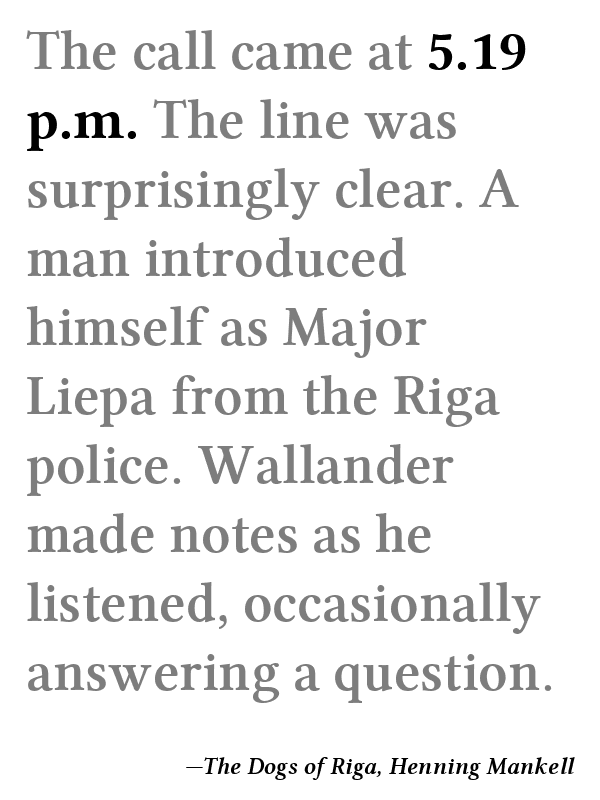 The call came at 5.19
p.m. The line was
surprisingly clear. A
man introduced
himself as Major
Liepa from the Riga
police. Wallander
made notes as he
listened, occasionally
answering a question.
—The Dogs of Riga, Henning Mankell